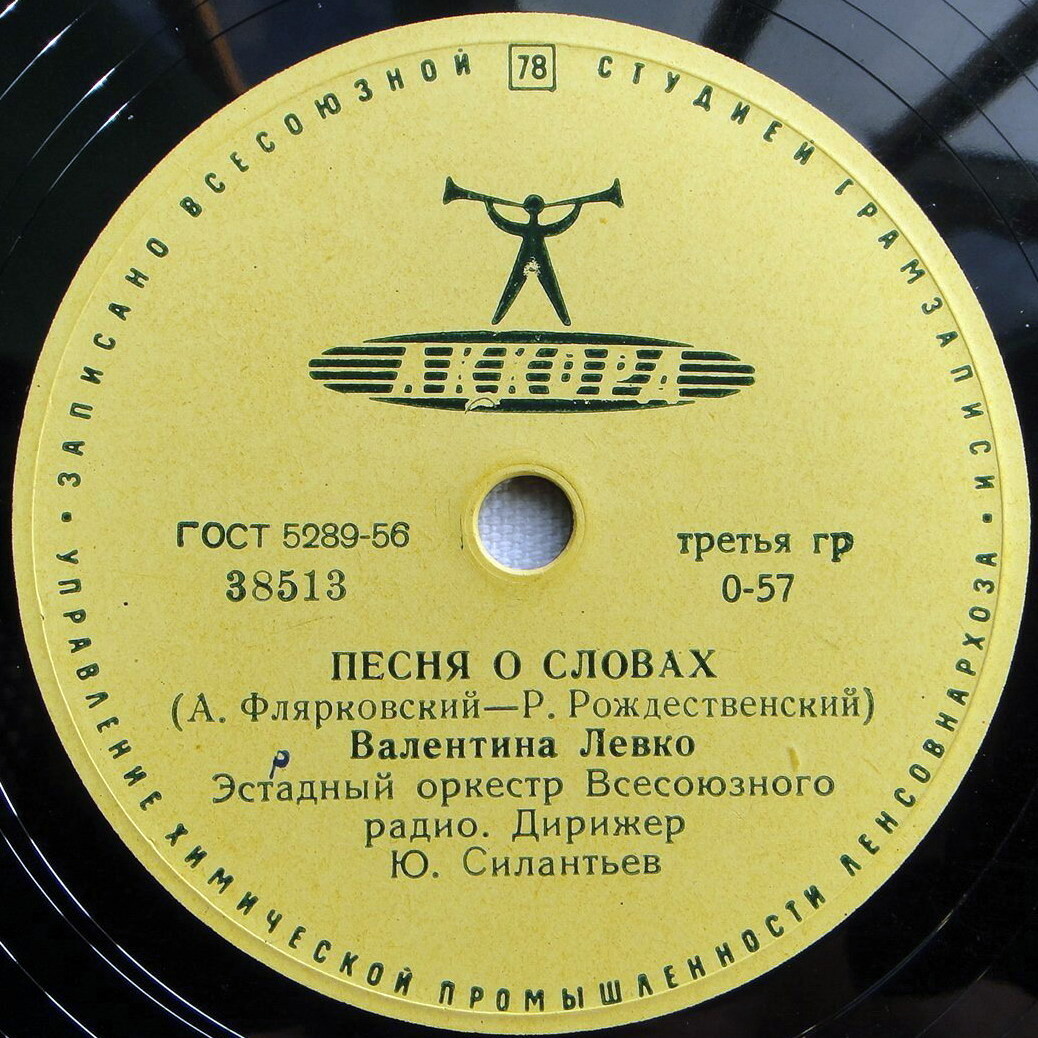 ЗАПИСАНО ВСЕСОЮЗНОЙ 78 СТУДИЕЙ ГРАМЗАПИСИ
АККОРД
ГОСТ 5289-56
38513
третья гр
0-57
ПЕСНЯ О СЛОВАХ
(А. Флярковский—Р. Рождественский)
Валентина Левко
р
Эстадный оркестр Всесоюзного
радио. Дирижер
Ю. Силантьев
УПРАВЛЕНИЕ ХИМИЧЕСКОЙ ПРОМЫШЛЕННОСТИ ЛЕНСОВНАРХОЗА